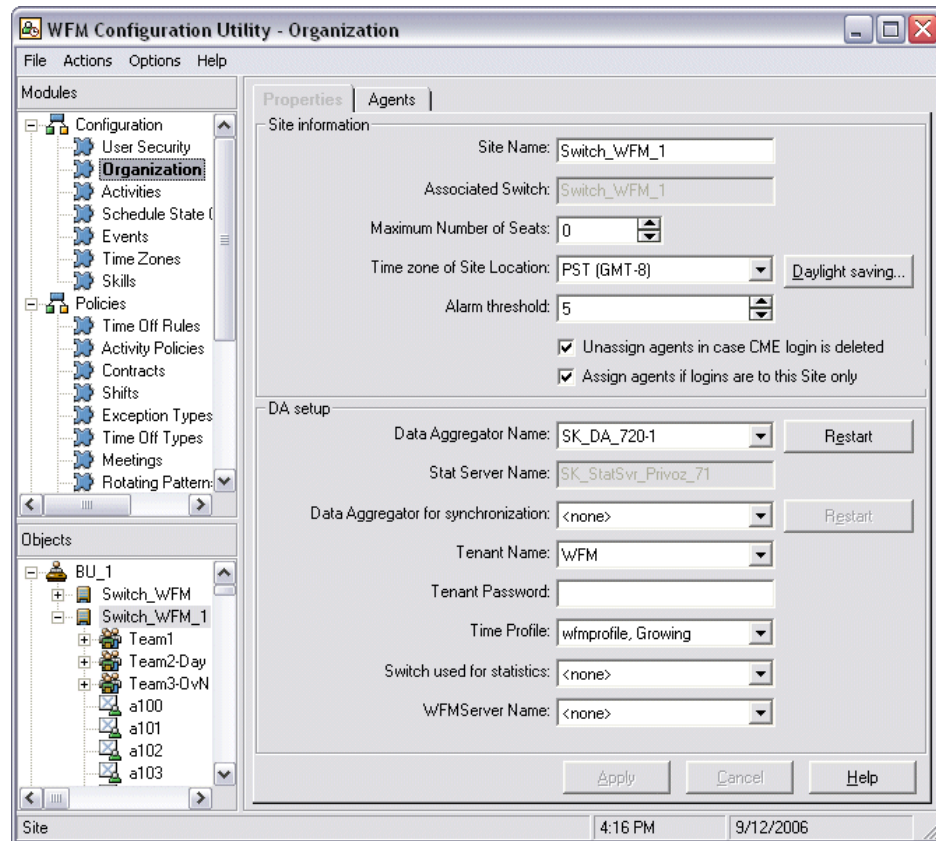 WFM Configuration Utility - Organization
File Actions Options Help
Modules
Configuration
User Security
Organization
Activities
Schedule State (
Events
Time Zones
Skills
Policies
Time Off Rules
Activity Policies
Contracts
Shifts
Exception Types
Time Off Types
Meetings
Rotating Pattern
Objects
BU_1
Switch_WFM
Switch_WFM_1
Team1
Team2-Day
Team3-OvN
a100
a101
a102
a103
Properties Agents
Site information
Site Name: Switch_WFM_1
Associated Switch: Switch_WFM_1
Maximum Number of Seats: 0
Time zone of Site Location: PST (GMT-8) Daylight saving...
Alarm threshold: 5
Unassign agents in case CME login is deleted
Assign agents if logins are to this Site only
DA setup
Data Aggregator Name: SK_DA_720-1 Restart
Stat Server Name: SK_StatSvr_Privoz_71
Data Aggregator for synchronization: <none> Restart
Tenant Name: WFM
Tenant Password:
Time Profile: wfmprofile, Growing
Switch used for statistics: <none>
WFMServer Name: <none>
Apply Cancel Help
Site 4:16 PM 9/12/2006